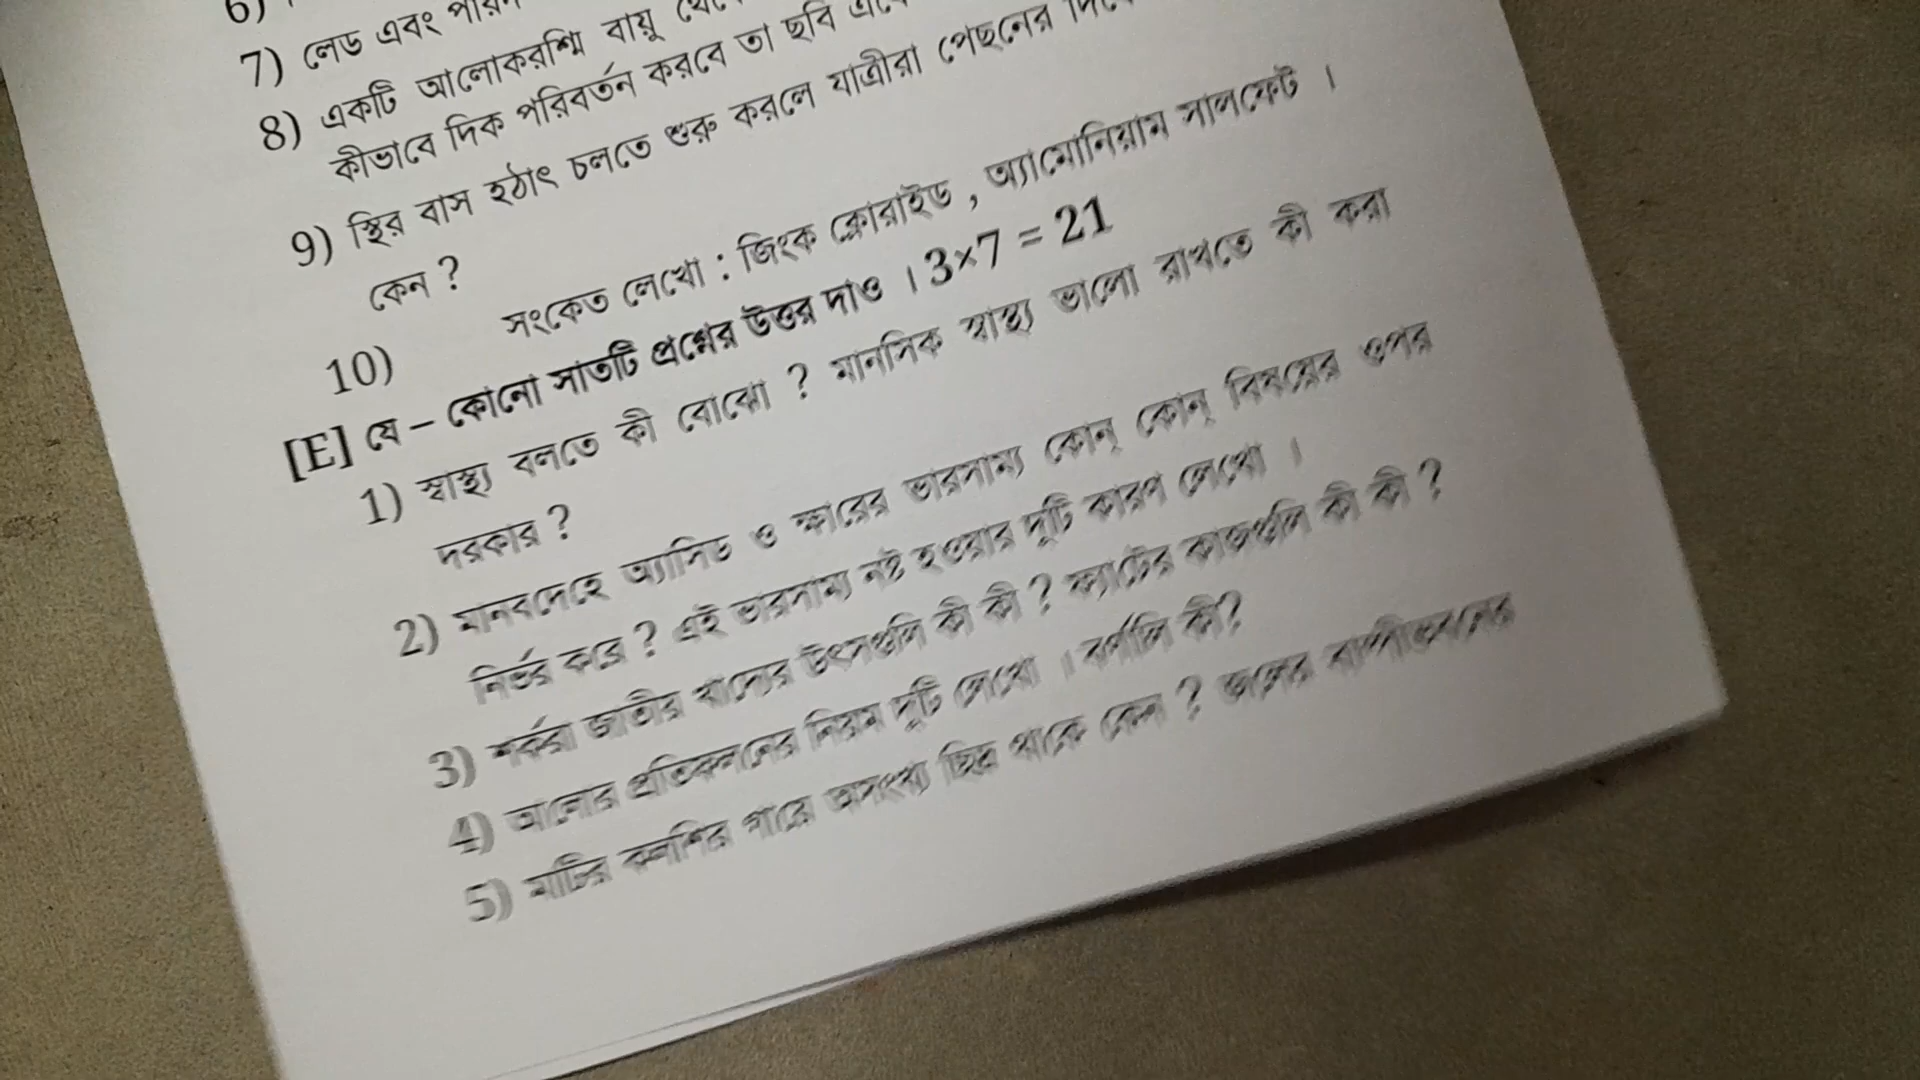 6)
7) লেড এবং
8) একটি আলোকরশ্মি বায়ু
কীভাবে দিক পরিবর্তন করবে তা ছবি
9) স্থির বাস হঠাৎ চলতে শুরু করলে যাত্রীরা পেছনের
কেন ?
10) সংকেত লেখো : জিংক ক্লোরাইড , অ্যামোনিয়াম সালফেট ।
[E] যে – কোনো সাতটি প্রশ্নের উত্তর দাও । 3×7 = 21
1) স্বাস্থ্য বলতে কী বোঝো ? মানসিক স্বাস্থ্য ভালো রাখতে কী করা
দরকার ?
2) মানবদেহে অ্যাসিড ও ক্ষারের ভারসাম্য কোন্ কোন্ বিষয়ের ওপর
নির্ভর করে ? এই ভারসাম্য নষ্ট হওয়ার দুটি কারণ লেখো ।
3) শর্করা জাতীয় খাদ্যের উৎসগুলি কী কী ? ফ্যাটের কাজগুলি কী কী ?
4) আলোর প্রতিফলনের নিয়ম দুটি লেখো । বর্ণালি কী?
5) মাটির কলশির গায়ে অসংখ্য ছিদ্র থাকে কেন ? জলের বাষ্পীভবনের